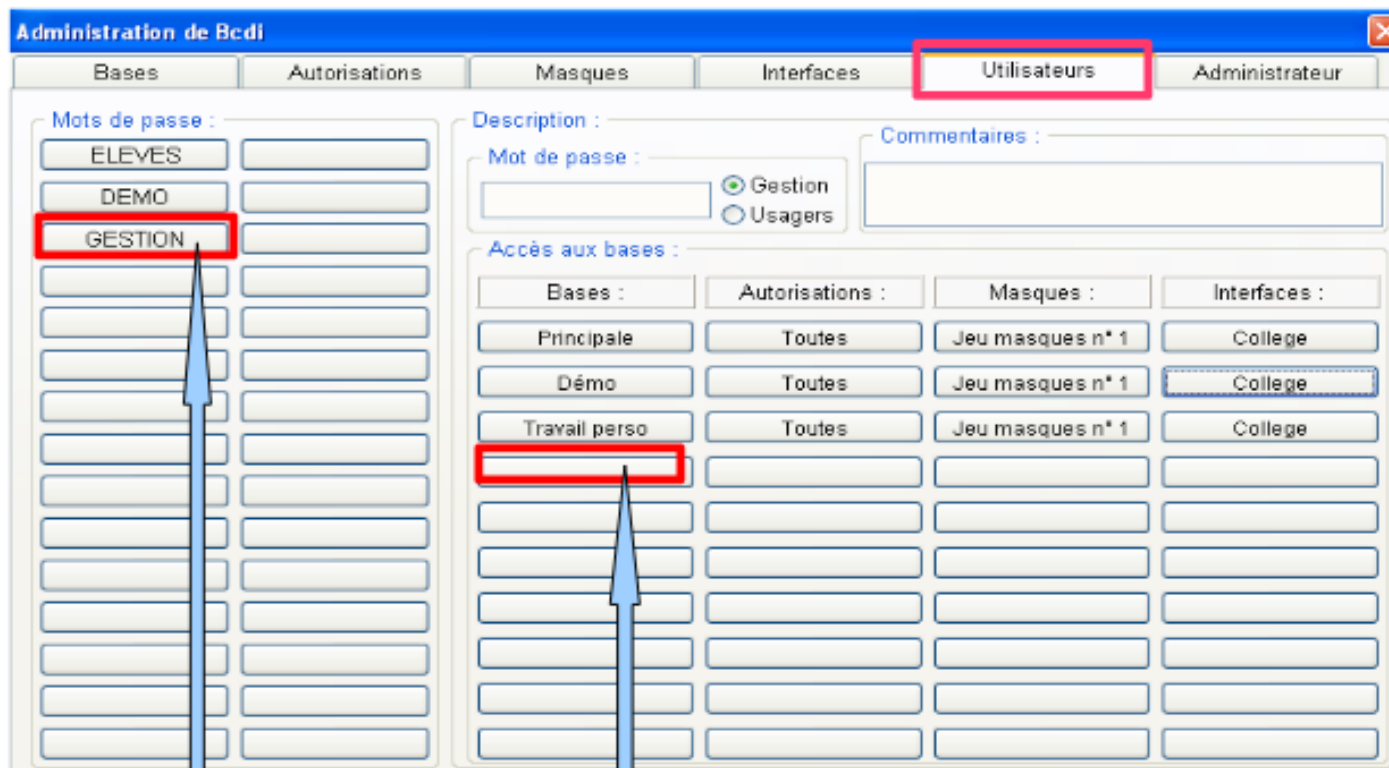 Administration de Bcdi
Bases Autorisations Masques Interfaces Utilisateurs Administrateur
Mots de passe :
ELEVES
DEMO
GESTION
Description :
Mot de passe :
Gestion
Usagers
Commentaires :
Accès aux bases :
Bases : Autorisations : Masques : Interfaces :
Principale Toutes Jeu masques n° 1 College
Démo Toutes Jeu masques n° 1 College
Travail perso Toutes Jeu masques n° 1 College